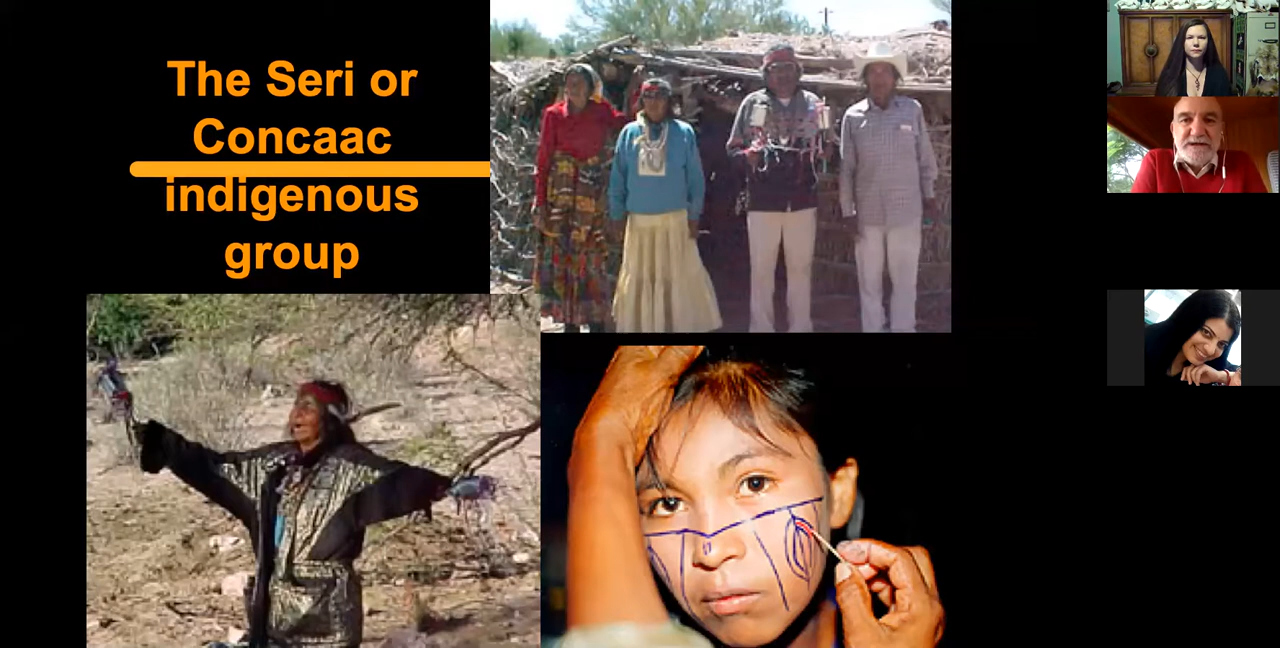 The Seri or
Concaac
indigenous
group